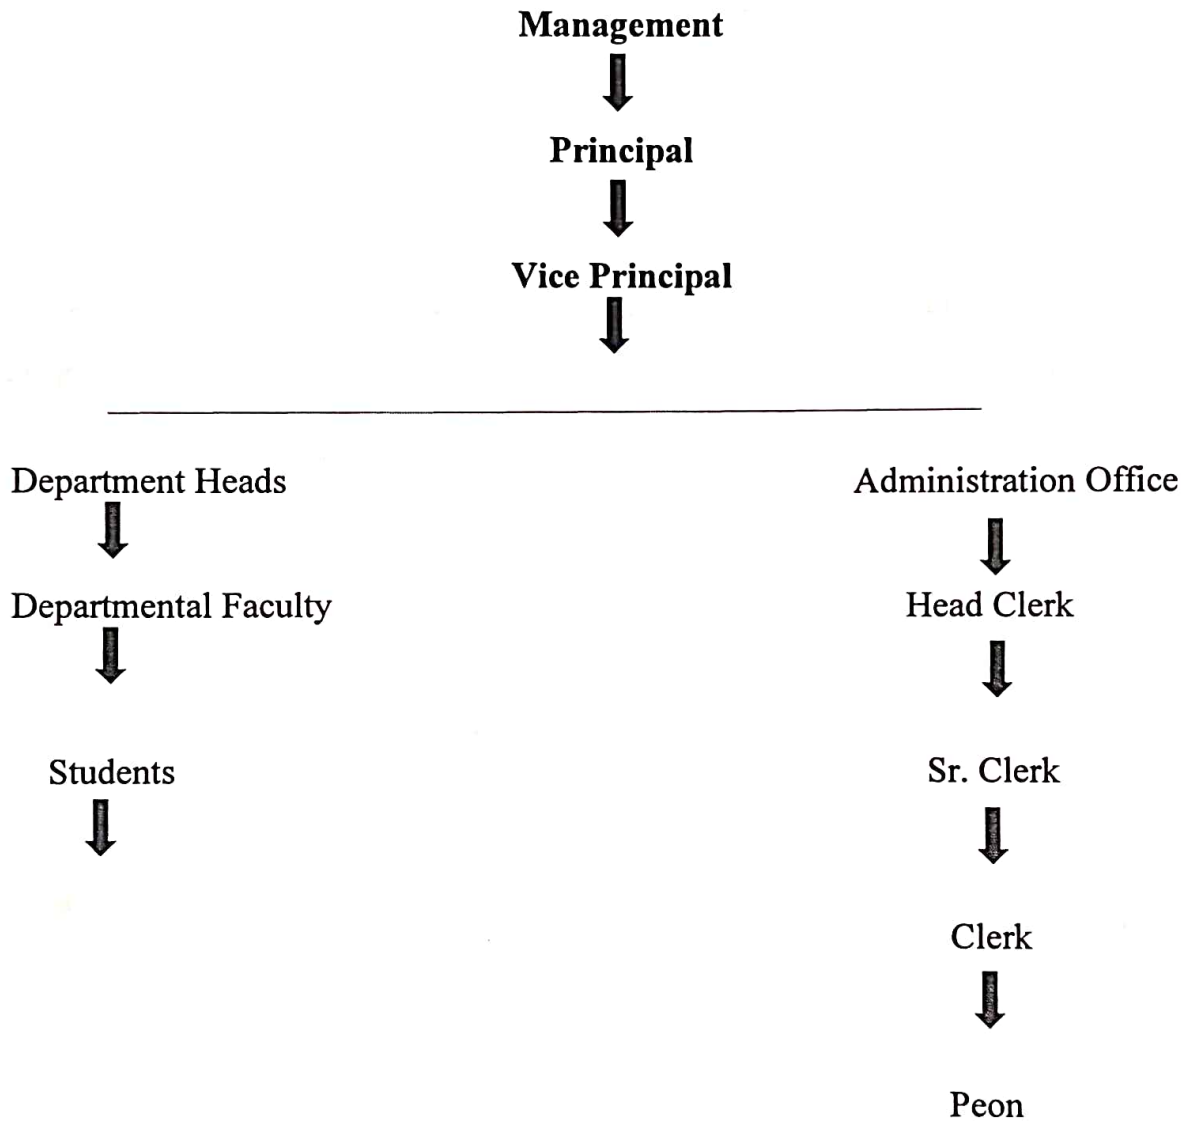 Management
Principal
Vice Principal
Department Heads
Administration Office
Departmental Faculty
Head Clerk
Students
Sr. Clerk
Clerk
Peon